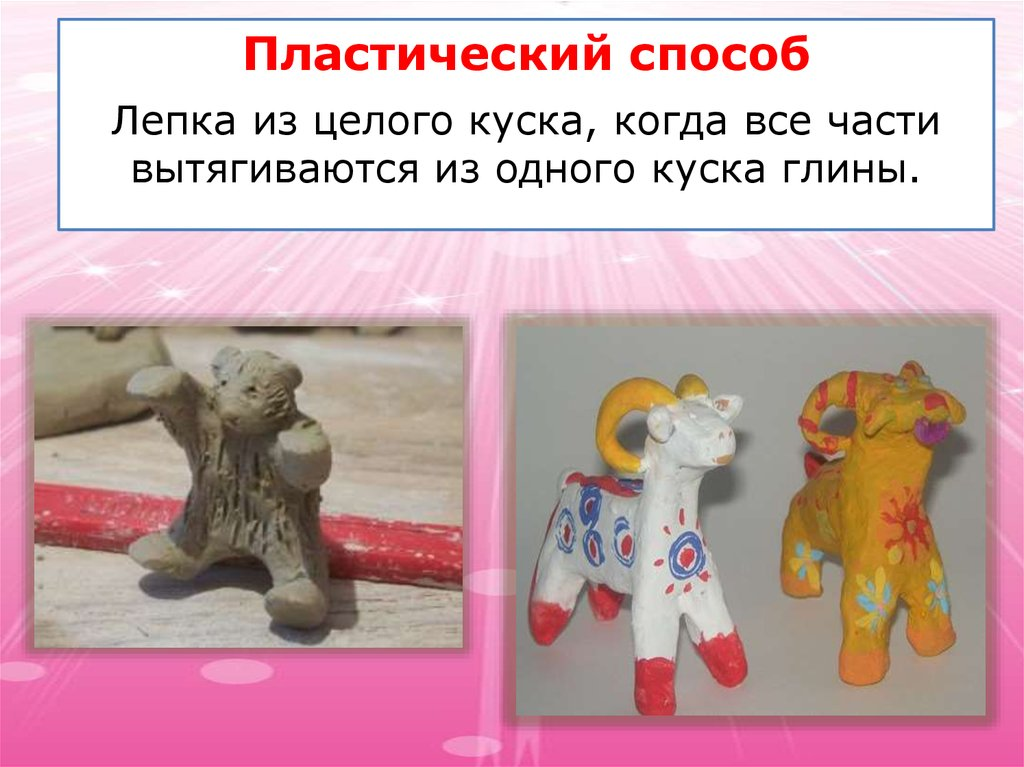 Пластический способ
Лепка из целого куска, когда все части
вытягиваются из одного куска глины.